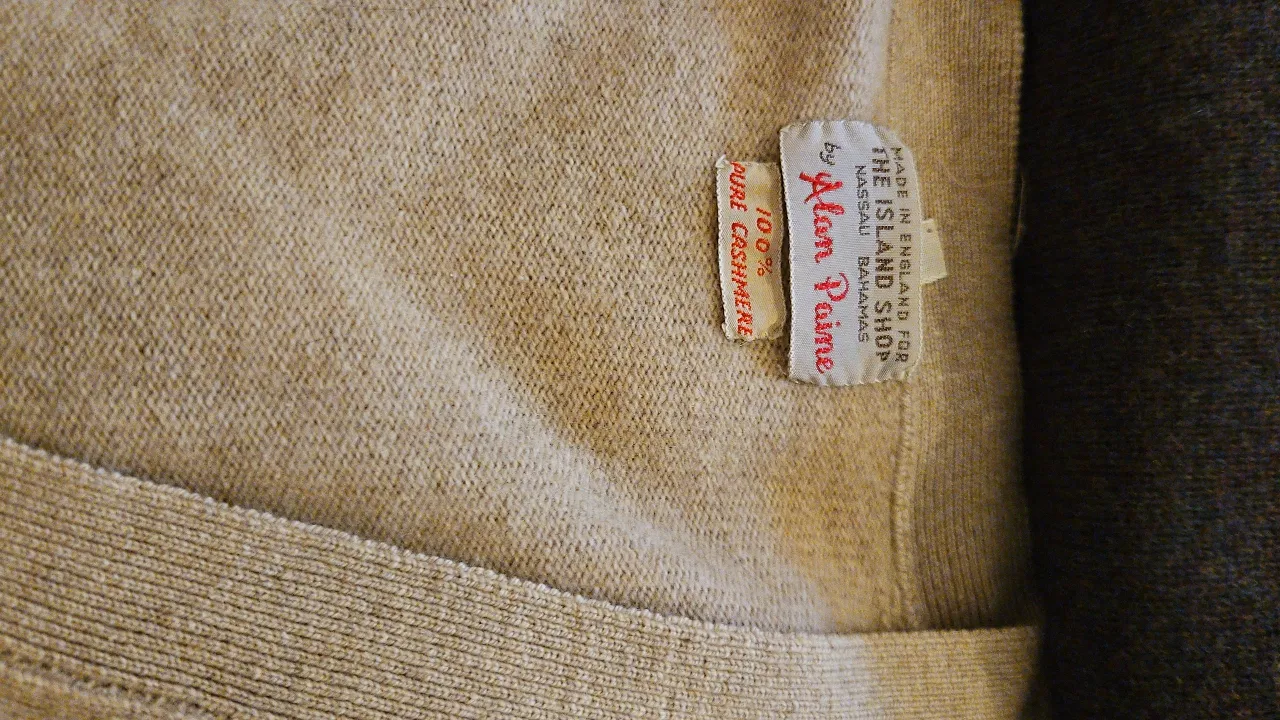 MADE IN ENGLAND FOR
THE ISLAND SHOP
NASSAU BAHAMAS
by Alan Paine
100%
PURE CASHMERE